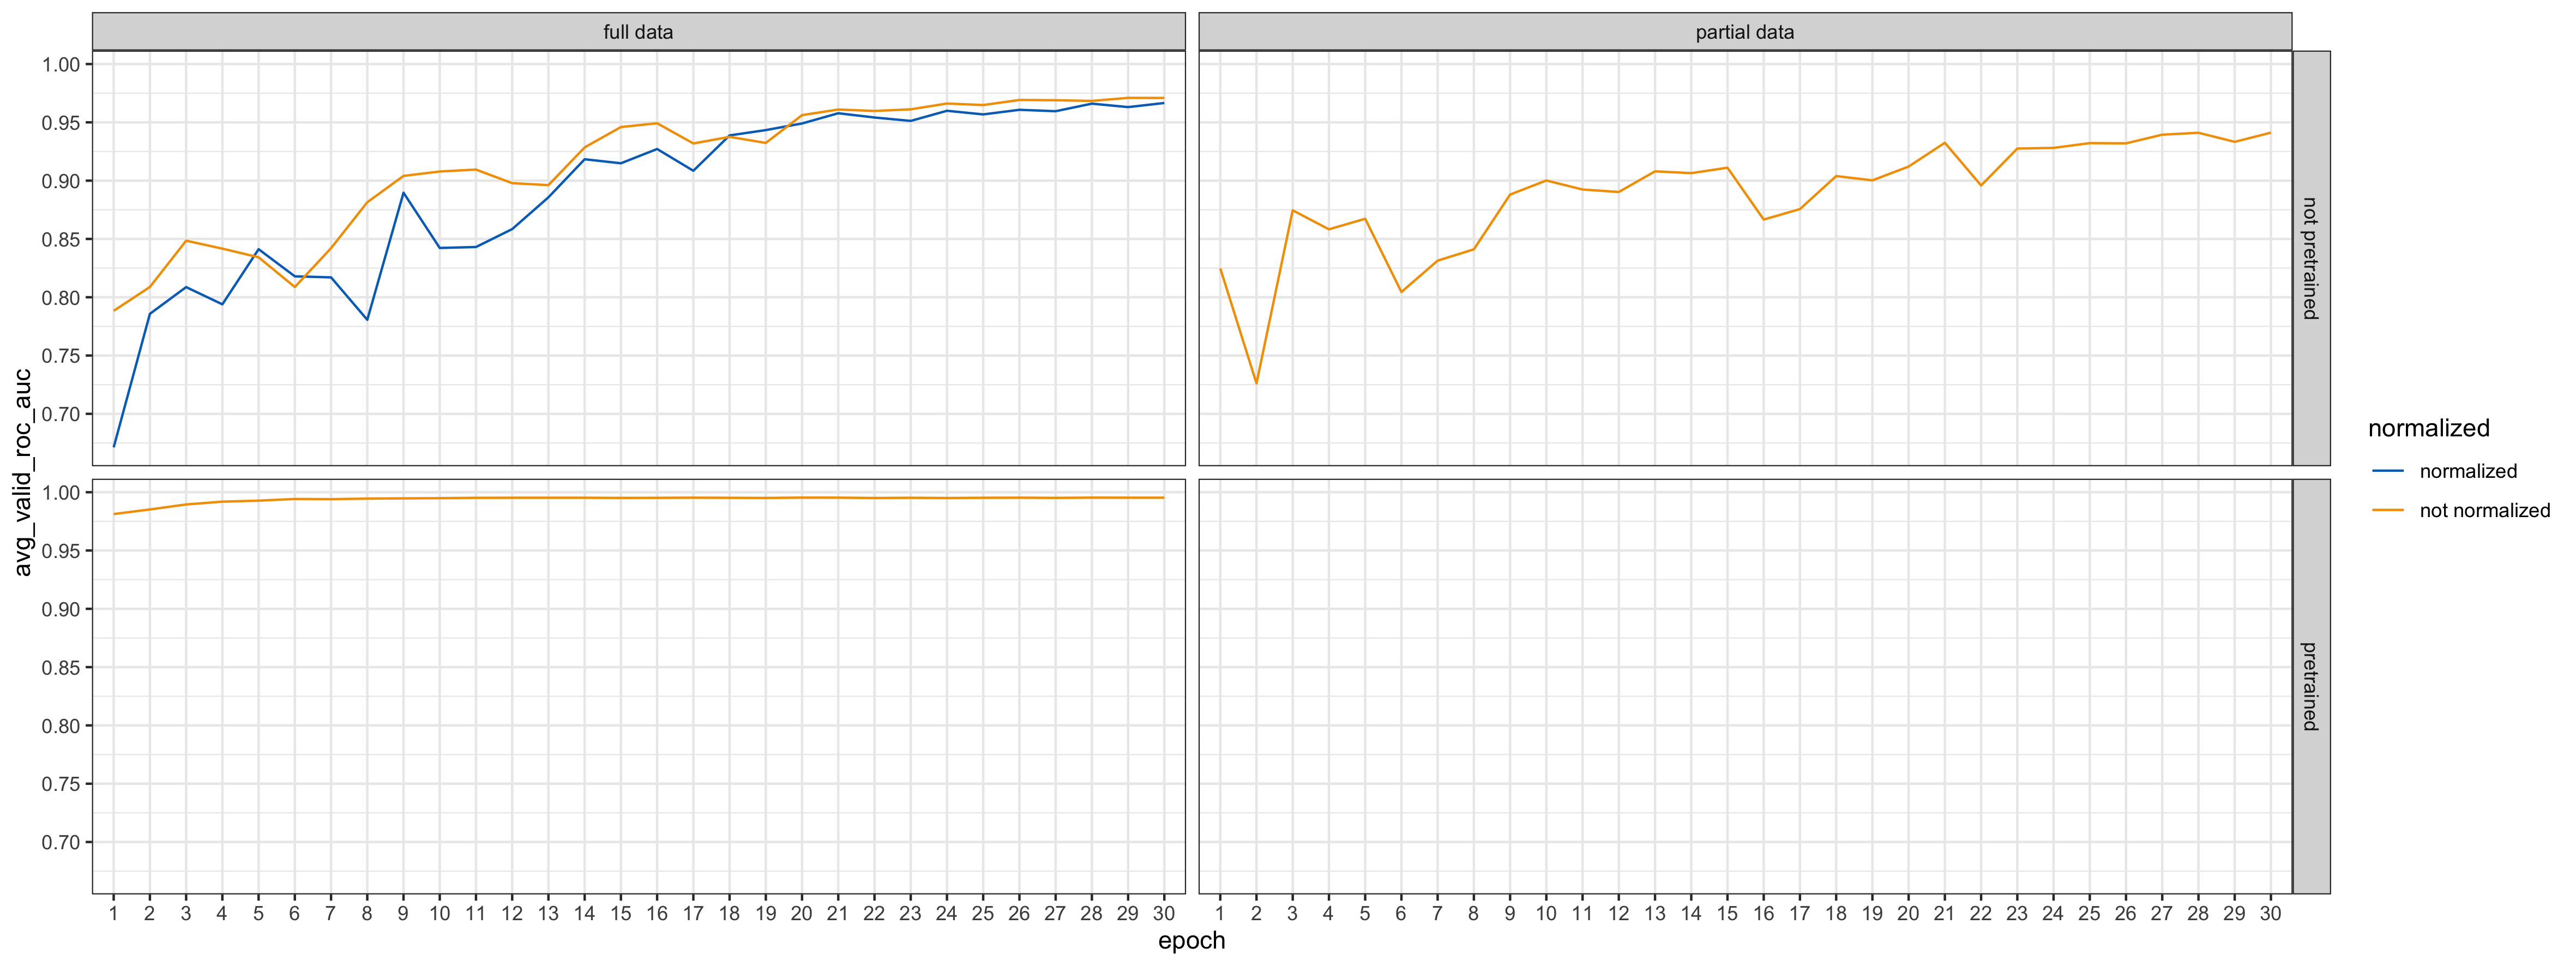 full data
partial data
1.00
0.95
0.90
0.85
0.80
0.75
0.70
not pretrained
avg_valid_roc_auc
1.00
0.95
0.90
0.85
0.80
0.75
0.70
pretrained
1 2 3 4 5 6 7 8 9 10 11 12 13 14 15 16 17 18 19 20 21 22 23 24 25 26 27 28 29 30
1 2 3 4 5 6 7 8 9 10 11 12 13 14 15 16 17 18 19 20 21 22 23 24 25 26 27 28 29 30
epoch
normalized
normalized
not normalized